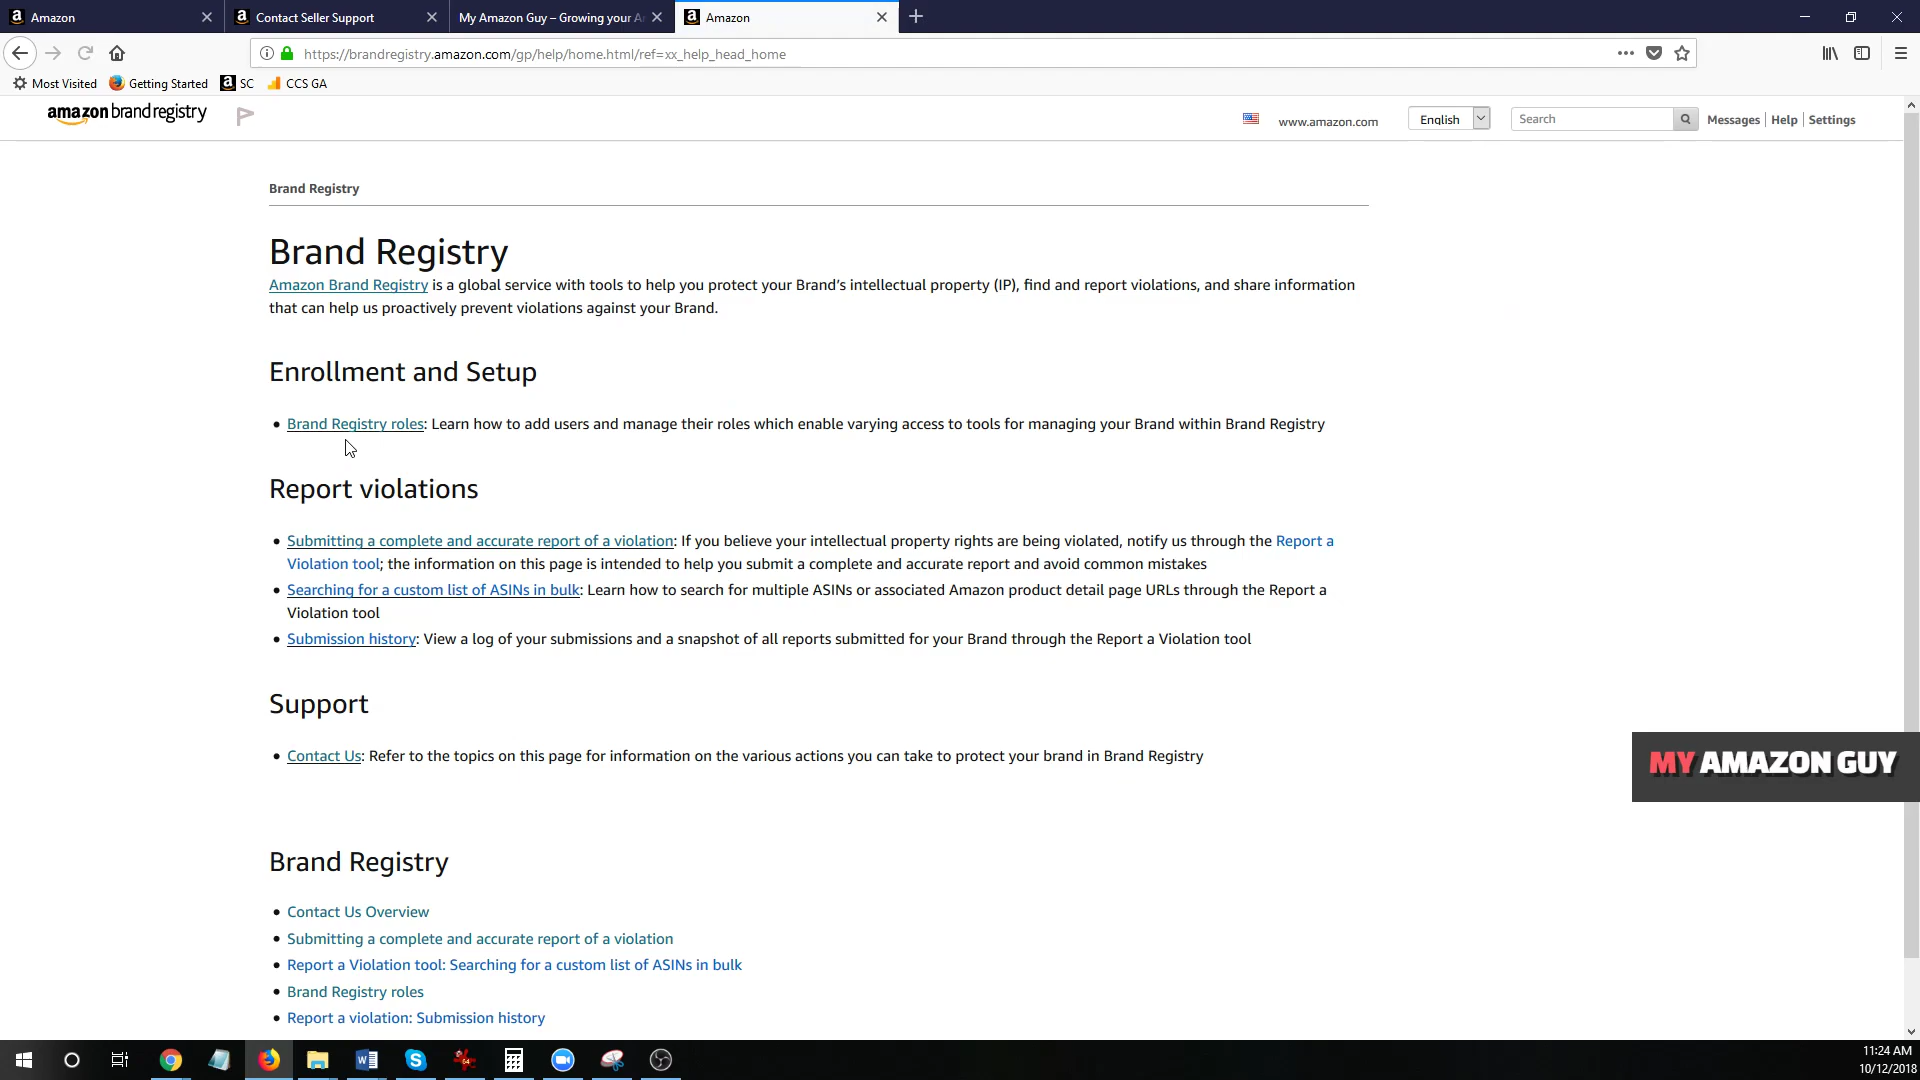 Amazon
Contact Seller Support
My Amazon Guy – Growing your A
Amazon
https://brandregistry.amazon.com/gp/help/home.html/ref=xx_help_head_home
Most Visited
Getting Started
SC
CCS GA
amazon brand registry
www.amazon.com
English
Search
Messages
Help
Settings
Brand Registry
Brand Registry
Amazon Brand Registry is a global service with tools to help you protect your Brand's intellectual property (IP), find and report violations, and share information
that can help us proactively prevent violations against your Brand.
Enrollment and Setup
Brand Registry roles: Learn how to add users and manage their roles which enable varying access to tools for managing your Brand within Brand Registry
Report violations
Submitting a complete and accurate report of a violation: If you believe your intellectual property rights are being violated, notify us through the Report a
Violation tool; the information on this page is intended to help you submit a complete and accurate report and avoid common mistakes
Searching for a custom list of ASINs in bulk: Learn how to search for multiple ASINs or associated Amazon product detail page URLs through the Report a
Violation tool
Submission history: View a log of your submissions and a snapshot of all reports submitted for your Brand through the Report a Violation tool
Support
Contact Us: Refer to the topics on this page for information on the various actions you can take to protect your brand in Brand Registry
MY AMAZON GUY
Brand Registry
Contact Us Overview
Submitting a complete and accurate report of a violation
Report a Violation tool: Searching for a custom list of ASINs in bulk
Brand Registry roles
Report a violation: Submission history
11:24 AM
10/12/2018